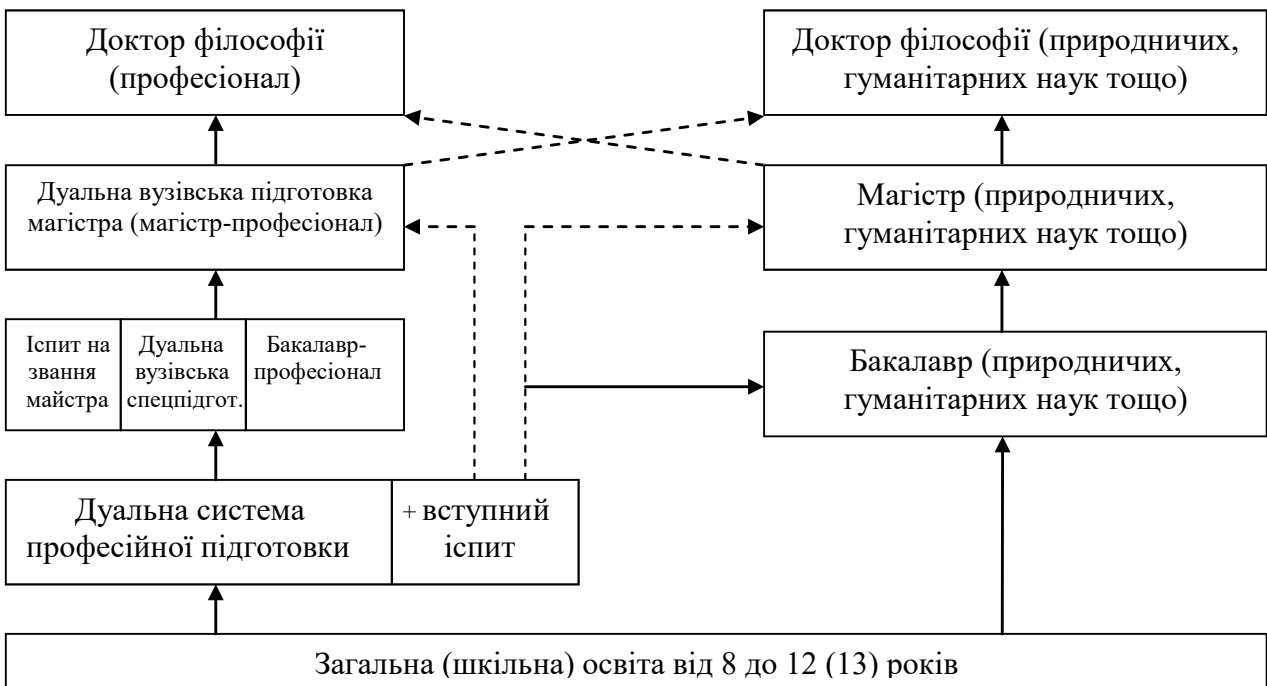 Доктор філософії
(професіонал)
Доктор філософії (природничих,
гуманітарних наук тощо)
Дуальна вузівська підготовка
магістра (магістр-професіонал)
Магістр (природничих,
гуманітарних наук тощо)
Іспит на
звання
майстра
Дуальна
вузівська
спецпідгот.
Бакалавр-
професіонал
Бакалавр (природничих,
гуманітарних наук тощо)
Дуальна система
професійної підготовки
+ вступний
іспит
Загальна (шкільна) освіта від 8 до 12 (13) років